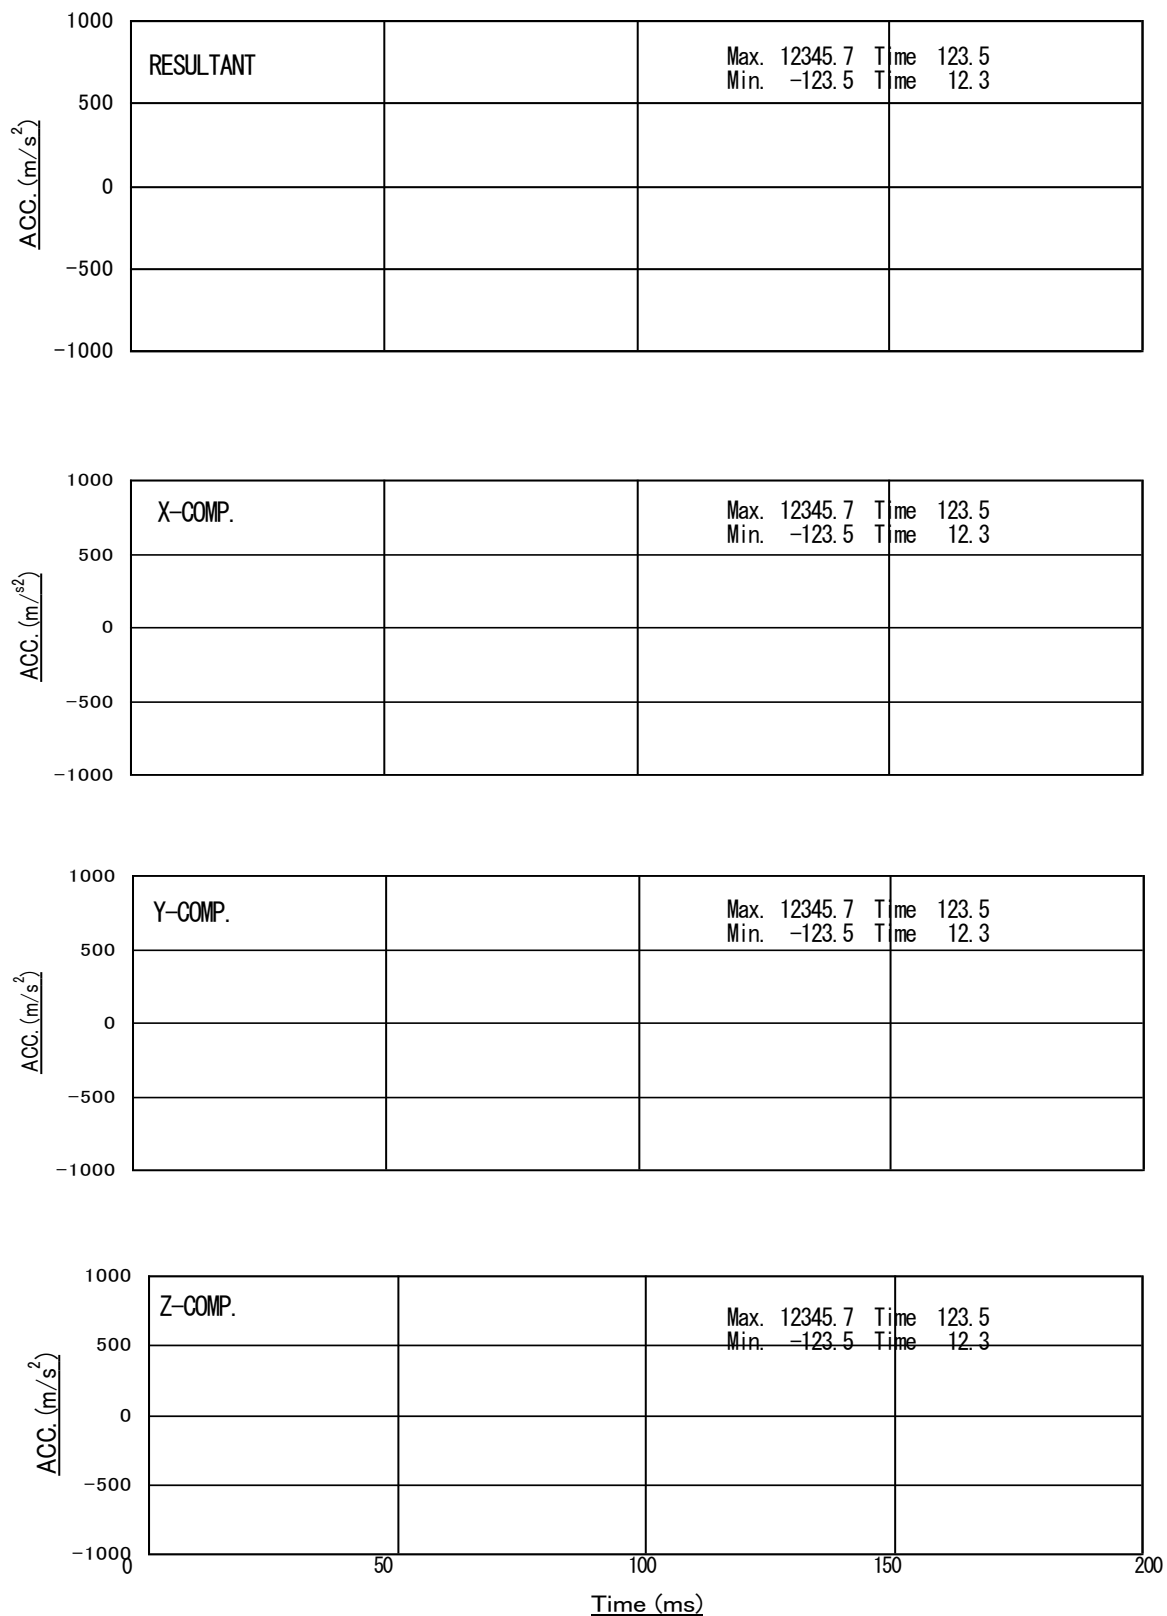 1000
RESULTANT
Max. 12345.7 Time 123.5
Min. -123.5 Time 12.3
500
ACC. (m/s²)
0
-500
-1000
1000
X-COMP.
Max. 12345.7 Time 123.5
Min. -123.5 Time 12.3
500
ACC. (m/s2)
0
-500
-1000
1000
Y-COMP.
Max. 12345.7 Time 123.5
Min. -123.5 Time 12.3
500
ACC. (m/s²)
0
-500
-1000
1000
Z-COMP.
Max. 12345.7 Time 123.5
Min. -123.5 Time 12.3
500
ACC. (m/s²)
0
-500
-1000
0 50 100 150 200
Time (ms)